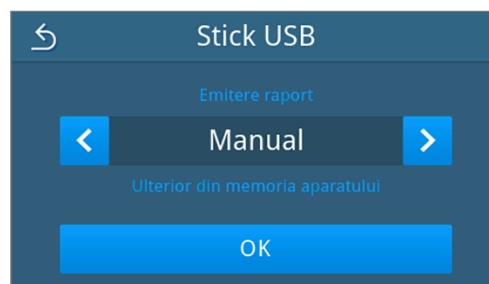 Stick USB
Emitere raport
Manual
Ulterior din memoria aparatului
OK